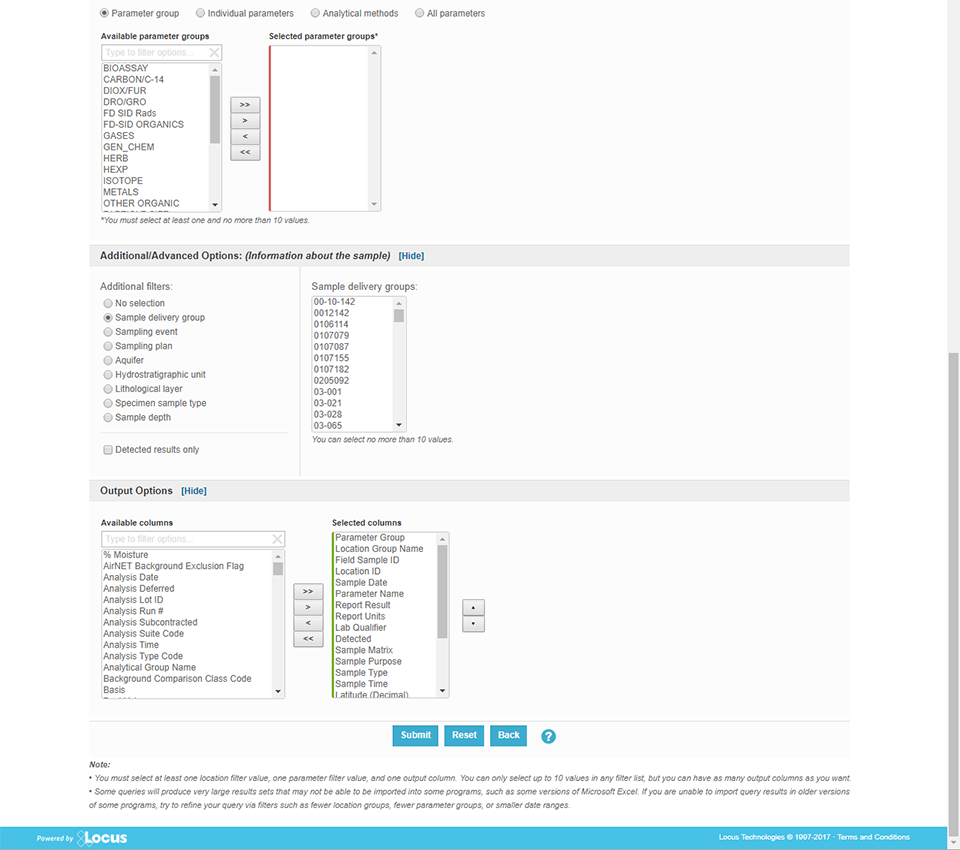 Parameter group Individual parameters Analytical methods All parameters
Available parameter groups
Type to filter options...
BIOASSAY
CARBON/C-14
DIOX/FUR
DRO/GRO
FD SID Rads
FD-SID ORGANICS
GASES
GEN_CHEM
HERB
HEXP
ISOTOPE
METALS
OTHER ORGANIC
>>
>
<
<<
Selected parameter groups*
*You must select at least one and no more than 10 values.
Additional/Advanced Options: (Information about the sample) [Hide]
Additional filters:
No selection
Sample delivery group
Sampling event
Sampling plan
Aquifer
Hydrostratigraphic unit
Lithological layer
Specimen sample type
Sample depth
Detected results only
Sample delivery groups:
00-10-142
0012142
0106114
0107079
0107087
0107155
0107182
0205092
03-001
03-021
03-028
03-065
You can select no more than 10 values.
Output Options [Hide]
Available columns
Type to filter options...
% Moisture
AirNET Background Exclusion Flag
Analysis Date
Analysis Deferred
Analysis Lot ID
Analysis Run #
Analysis Subcontracted
Analysis Suite Code
Analysis Time
Analysis Type Code
Analytical Group Name
Background Comparison Class Code
Basis
>>
>
<
<<
Selected columns
Parameter Group
Location Group Name
Field Sample ID
Location ID
Sample Date
Parameter Name
Report Result
Report Units
Lab Qualifier
Detected
Sample Matrix
Sample Purpose
Sample Type
Sample Time
Latitude (Decimal)
Submit Reset Back ?
Note:
• You must select at least one location filter value, one parameter filter value, and one output column. You can only select up to 10 values in any filter list, but you can have as many output columns as you want.
• Some queries will produce very large results sets that may not be able to be imported into some programs, such as some versions of Microsoft Excel. If you are unable to import query results in older versions
of some programs, try to refine your query via filters such as fewer location groups, fewer parameter groups, or smaller date ranges.
Powered by Locus
Locus Technologies © 1997-2017 · Terms and Conditions